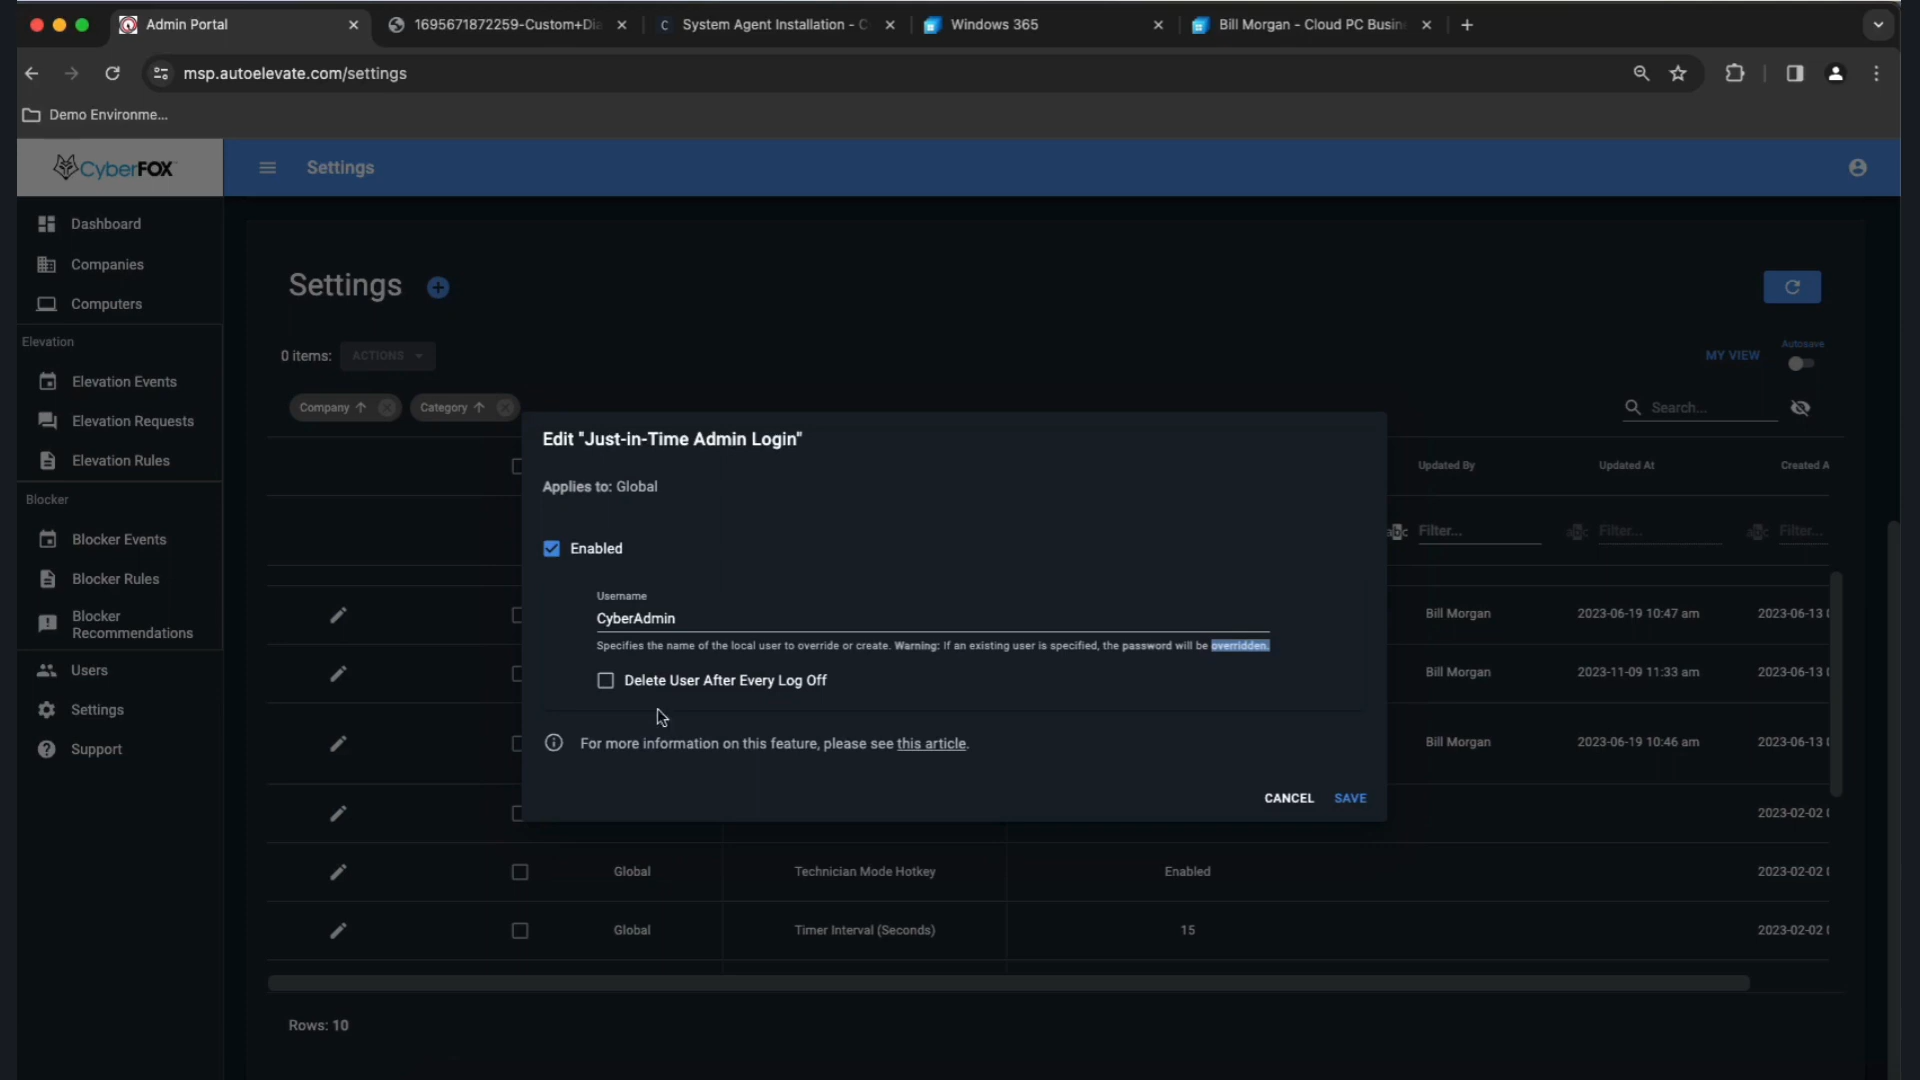 Admin Portal
1695671872259-Custom+Dia
System Agent Installation - C
Windows 365
Bill Morgan - Cloud PC Busin
msp.autoelevate.com/settings
Demo Environme...
CyberFOX
Settings
Dashboard
Companies
Computers
Elevation
Elevation Events
Elevation Requests
Elevation Rules
Blocker
Blocker Events
Blocker Rules
Blocker
Recommendations
Users
Settings
Support
Settings
0 items:
ACTIONS
MY VIEW
Autosave
Company
Category
Search...
Updated By
Updated At
Created A
Filter...
Filter...
Filter...
Edit "Just-in-Time Admin Login"
Applies to: Global
Enabled
Username
CyberAdmin
Specifies the name of the local user to override or create. Warning: If an existing user is specified, the password will be overridden.
Delete User After Every Log Off
For more information on this feature, please see this article.
CANCEL
SAVE
Bill Morgan 2023-06-19 10:47 am 2023-06-13
Bill Morgan 2023-11-09 11:33 am 2023-02-02
Bill Morgan 2023-06-19 10:46 am 2023-06-13
2023-02-02
Global Technician Mode Hotkey Enabled 2023-02-02
Global Timer Interval (Seconds) 15 2023-02-02
Rows: 10